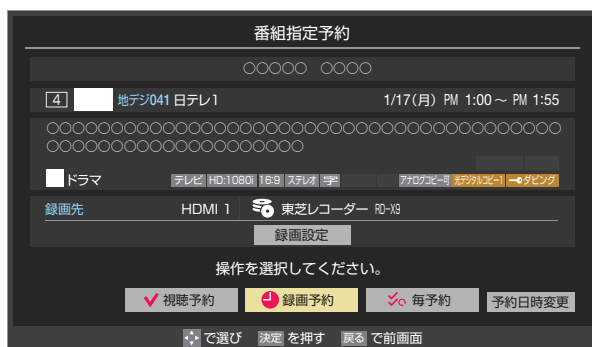 番組指定予約
○○○○○ ○○○○
4 地デジ041 日テレ1 1/17(月) PM 1:00～ PM 1:55
○○○○○○○○○○○○○○○○○○○○○○○○○○○○○○○○○○○○○○○○
○○○○○○○○○○○○○○○○○○○○
ドラマ テレビ HD:1080i 16:9 ステレオ 字 アナログコピー可 光デジタルコピー1 ダビング
録画先 HDMI 1 東芝レコーダー RD-X9
録画設定
操作を選択してください。
視聴予約 録画予約 毎予約 予約日時変更
で選び 決定 を押す 戻る で前画面